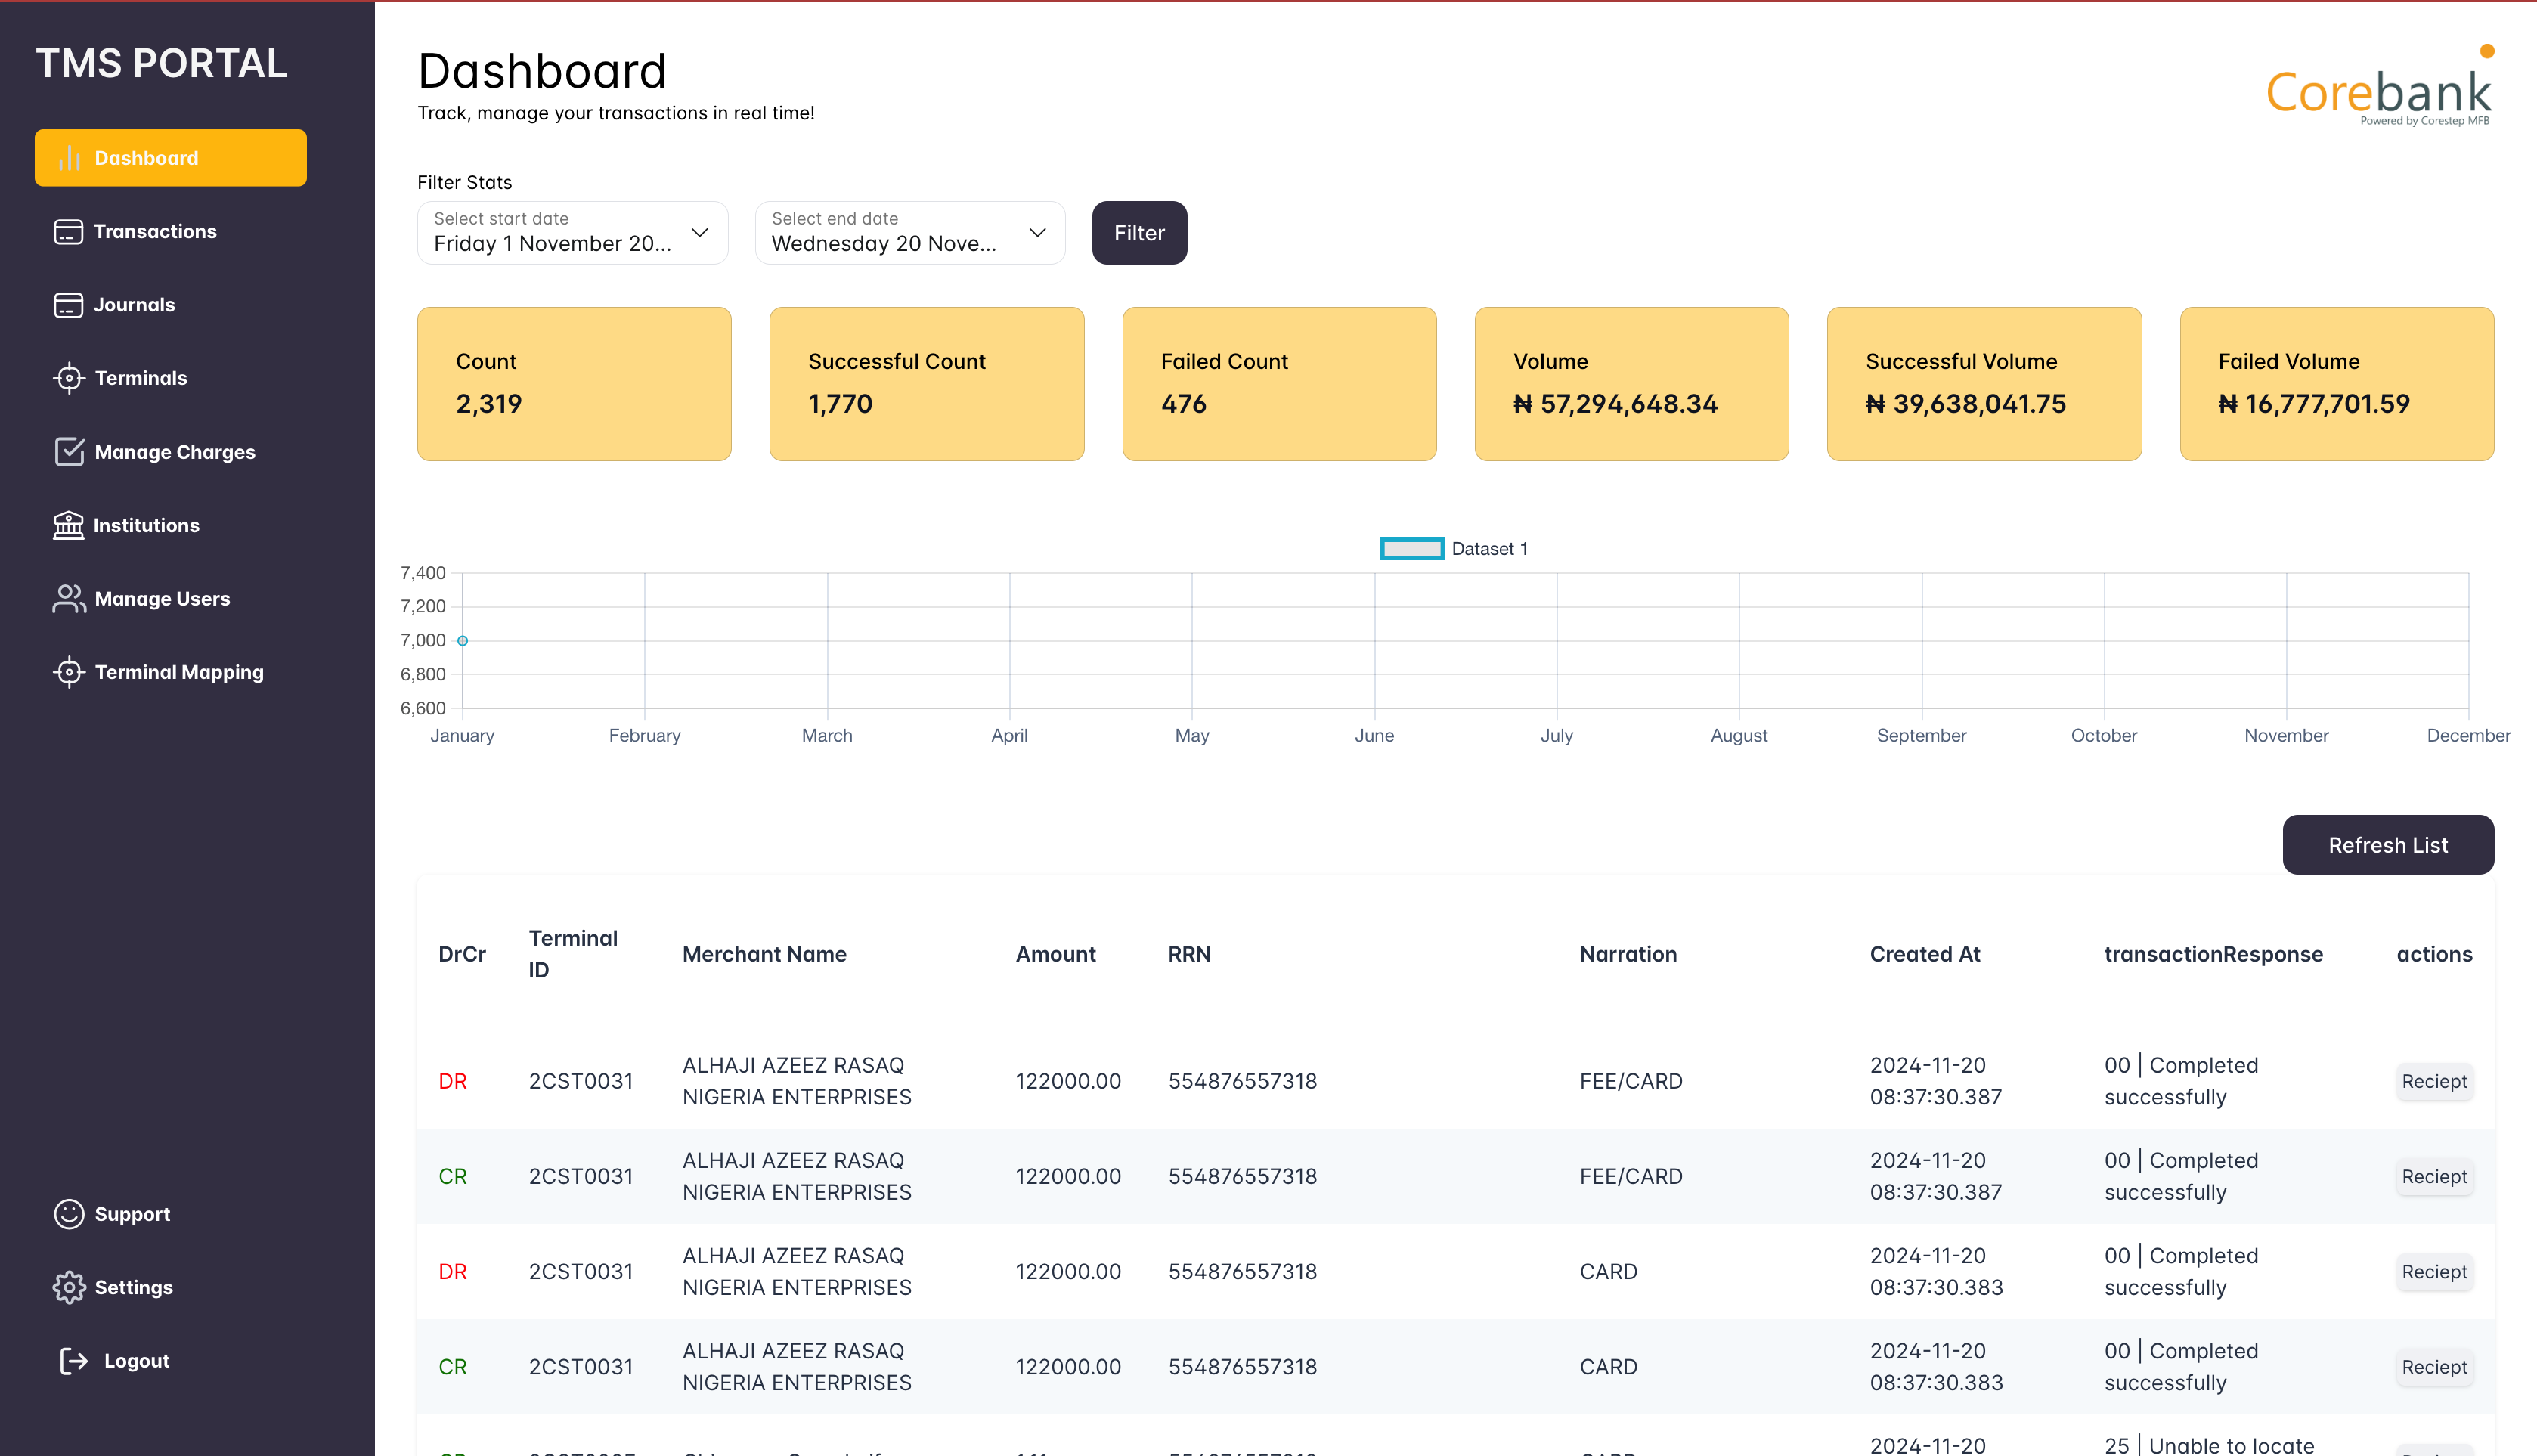 TMS PORTAL
Dashboard
Transactions
Journals
Terminals
Manage Charges
Institutions
Manage Users
Terminal Mapping
Support
Settings
Logout
Dashboard
Track, manage your transactions in real time!
Corebank
Powered by Corestep MFB
Filter Stats
Select start date
Friday 1 November 20...
Select end date
Wednesday 20 Nove...
Filter
Count
2,319
Successful Count
1,770
Failed Count
476
Volume
₦ 57,294,648.34
Successful Volume
₦ 39,638,041.75
Failed Volume
₦ 16,777,701.59
Dataset 1
7,400
7,200
7,000
6,800
6,600
January February March April May June July August September October November December
Refresh List
DrCr Terminal ID Merchant Name Amount RRN Narration Created At transactionResponse actions
DR 2CST0031 ALHAJI AZEEZ RASAQ NIGERIA ENTERPRISES 122000.00 554876557318 FEE/CARD 2024-11-20 08:37:30.387 00 | Completed successfully Reciept
CR 2CST0031 ALHAJI AZEEZ RASAQ NIGERIA ENTERPRISES 122000.00 554876557318 FEE/CARD 2024-11-20 08:37:30.387 00 | Completed successfully Reciept
DR 2CST0031 ALHAJI AZEEZ RASAQ NIGERIA ENTERPRISES 122000.00 554876557318 CARD 2024-11-20 08:37:30.383 00 | Completed successfully Reciept
CR 2CST0031 ALHAJI AZEEZ RASAQ NIGERIA ENTERPRISES 122000.00 554876557318 CARD 2024-11-20 08:37:30.383 00 | Completed successfully Reciept
2024-11-20 25 | Unable to locate